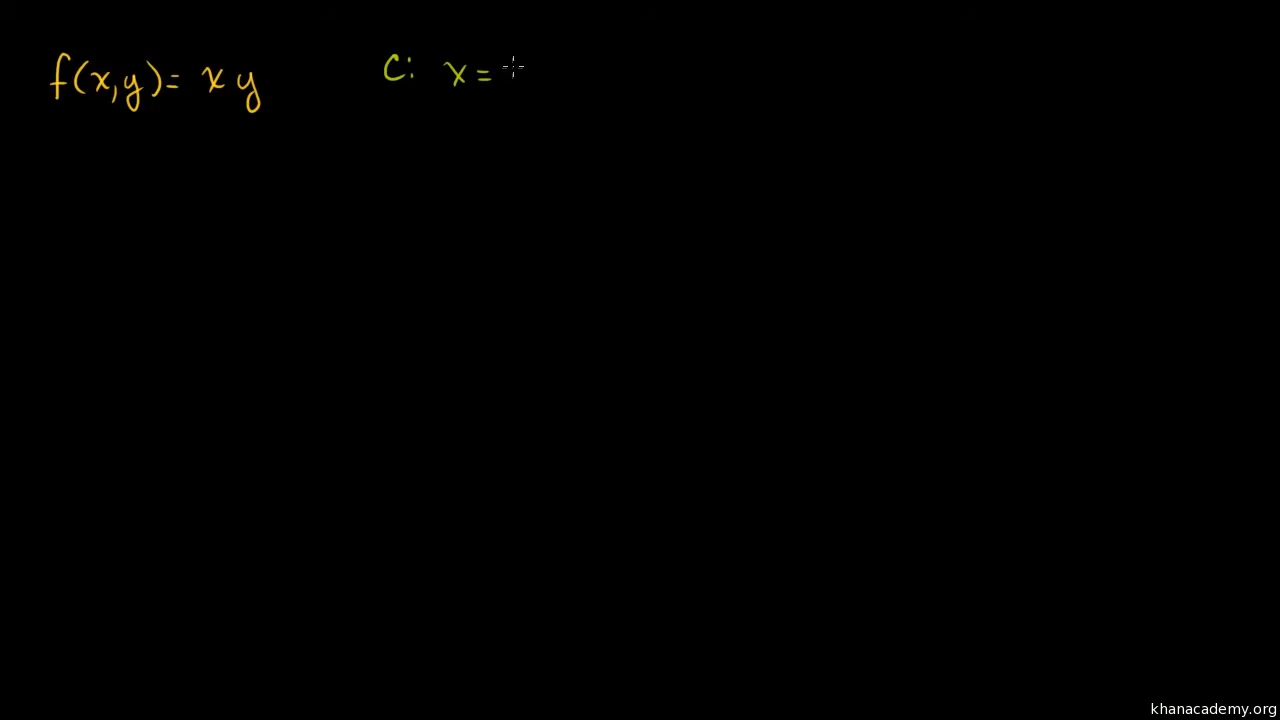 f(x,y)= xy C: x =
khanacademy.org